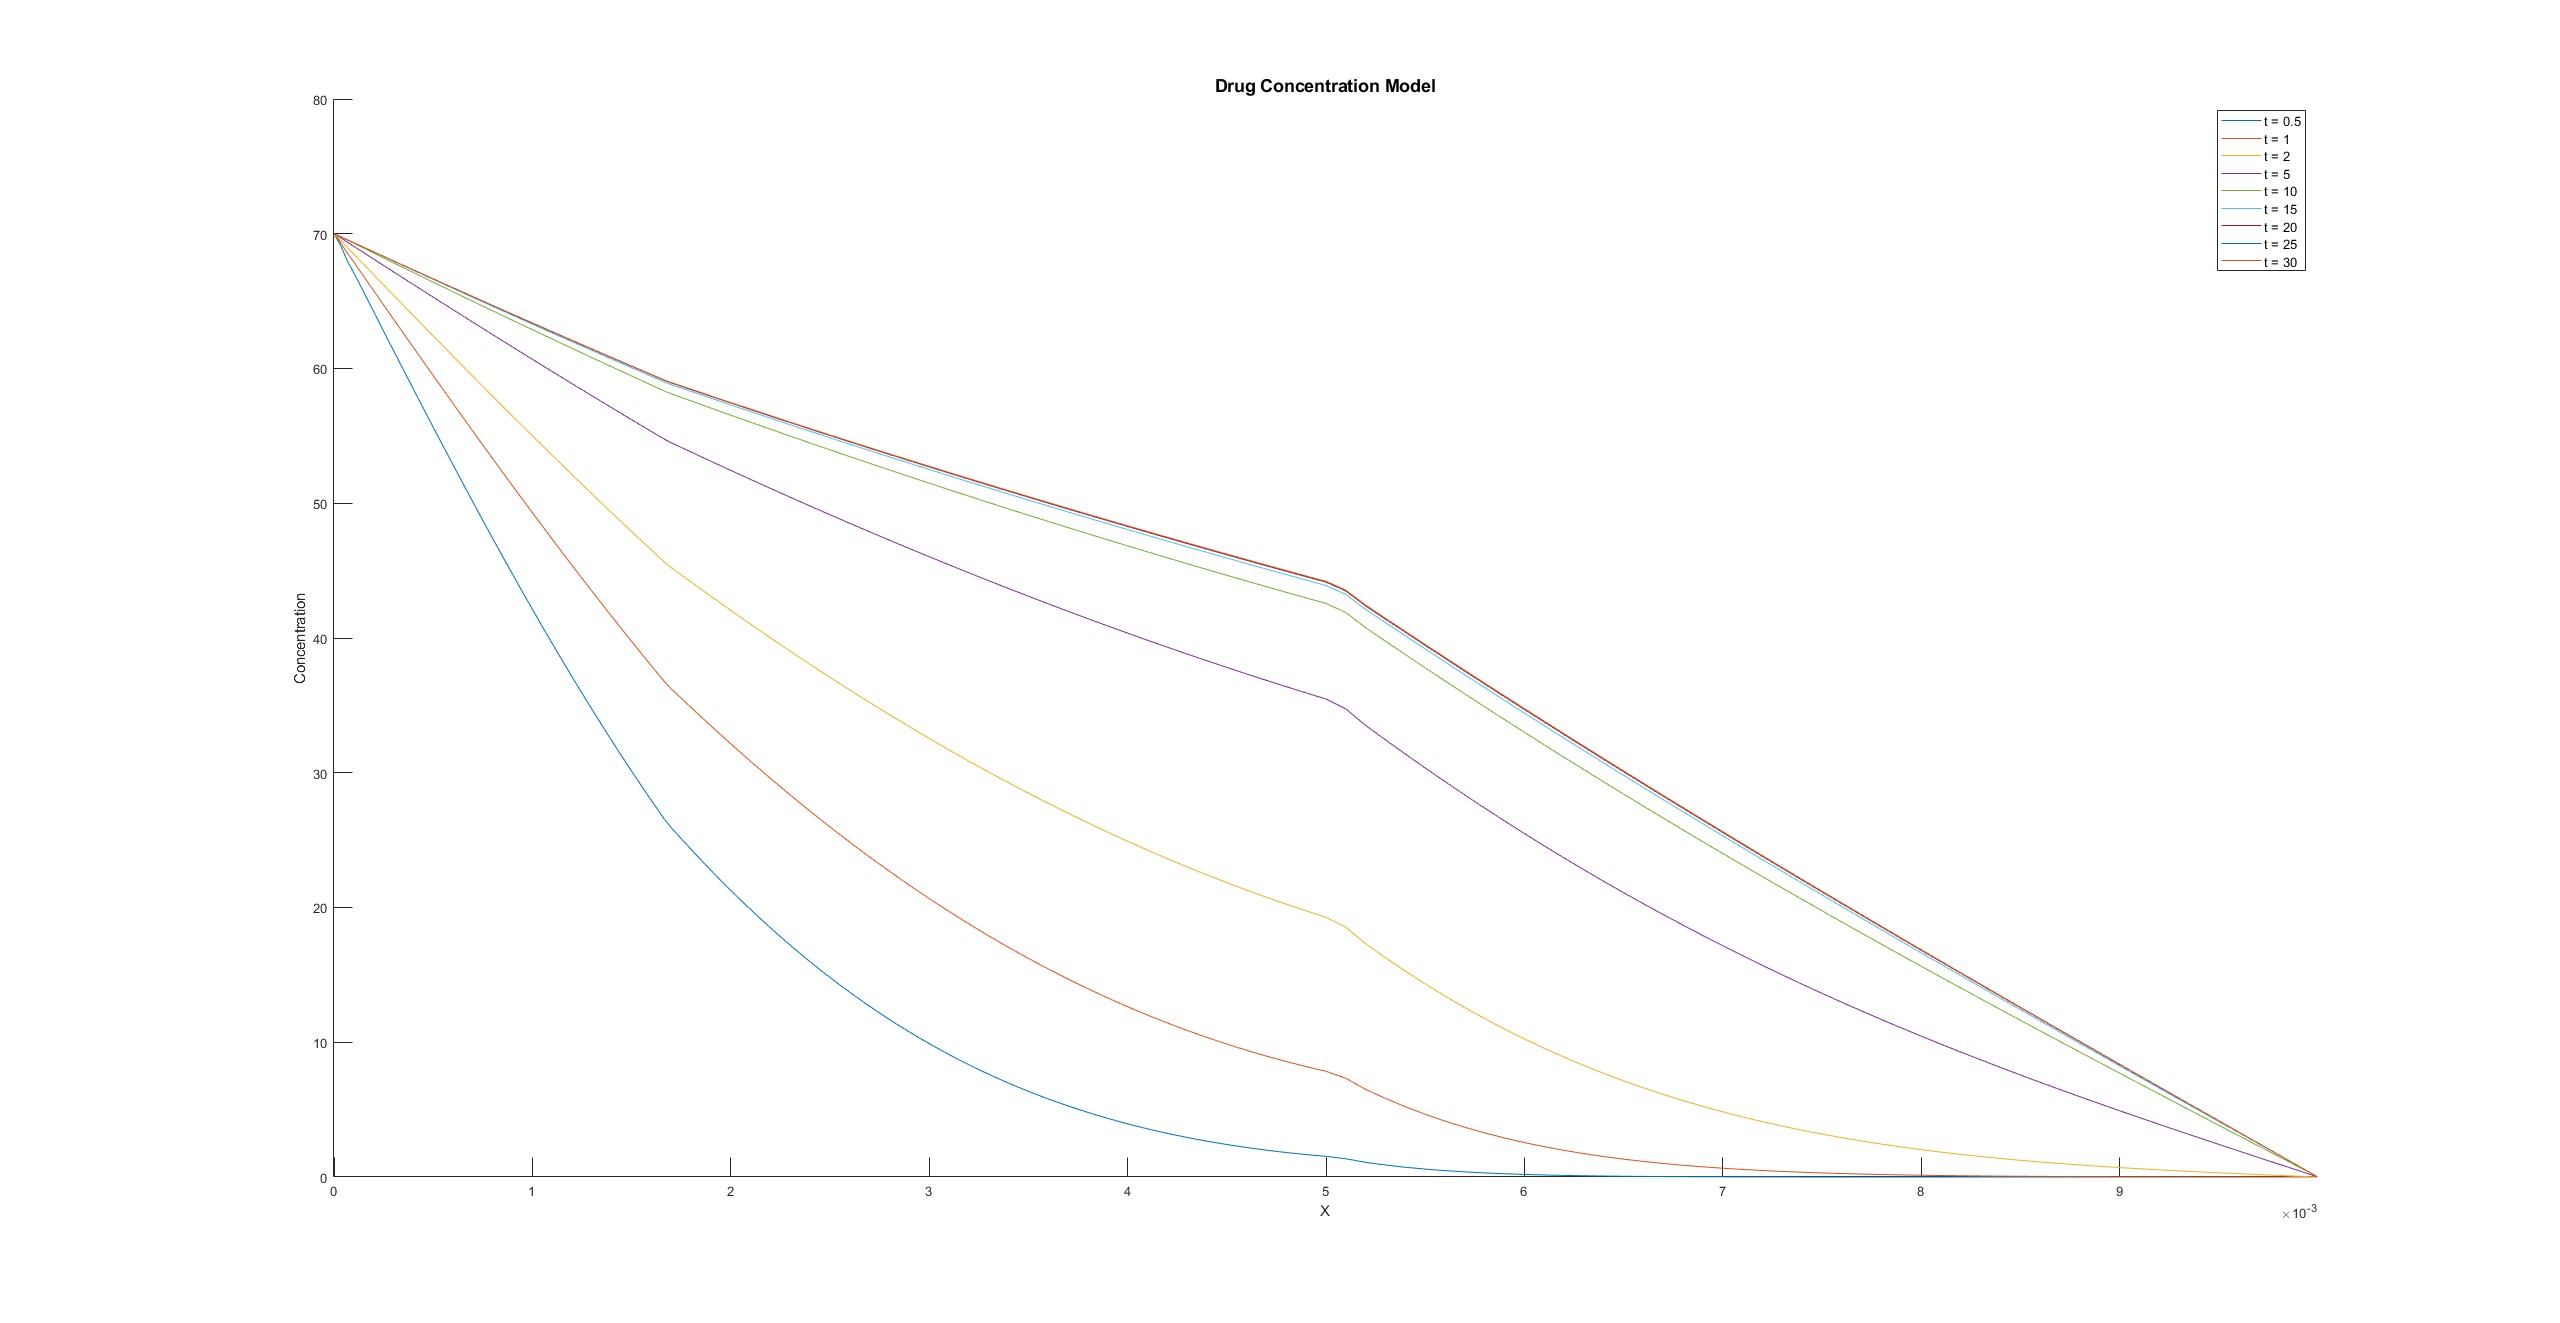 Drug Concentration Model
80
70
60
50
40
30
20
10
0
Concentration
t = 0.5
t = 1
t = 2
t = 5
t = 10
t = 15
t = 20
t = 25
t = 30
0 1 2 3 4 5 6 7 8 9
X
×10⁻³